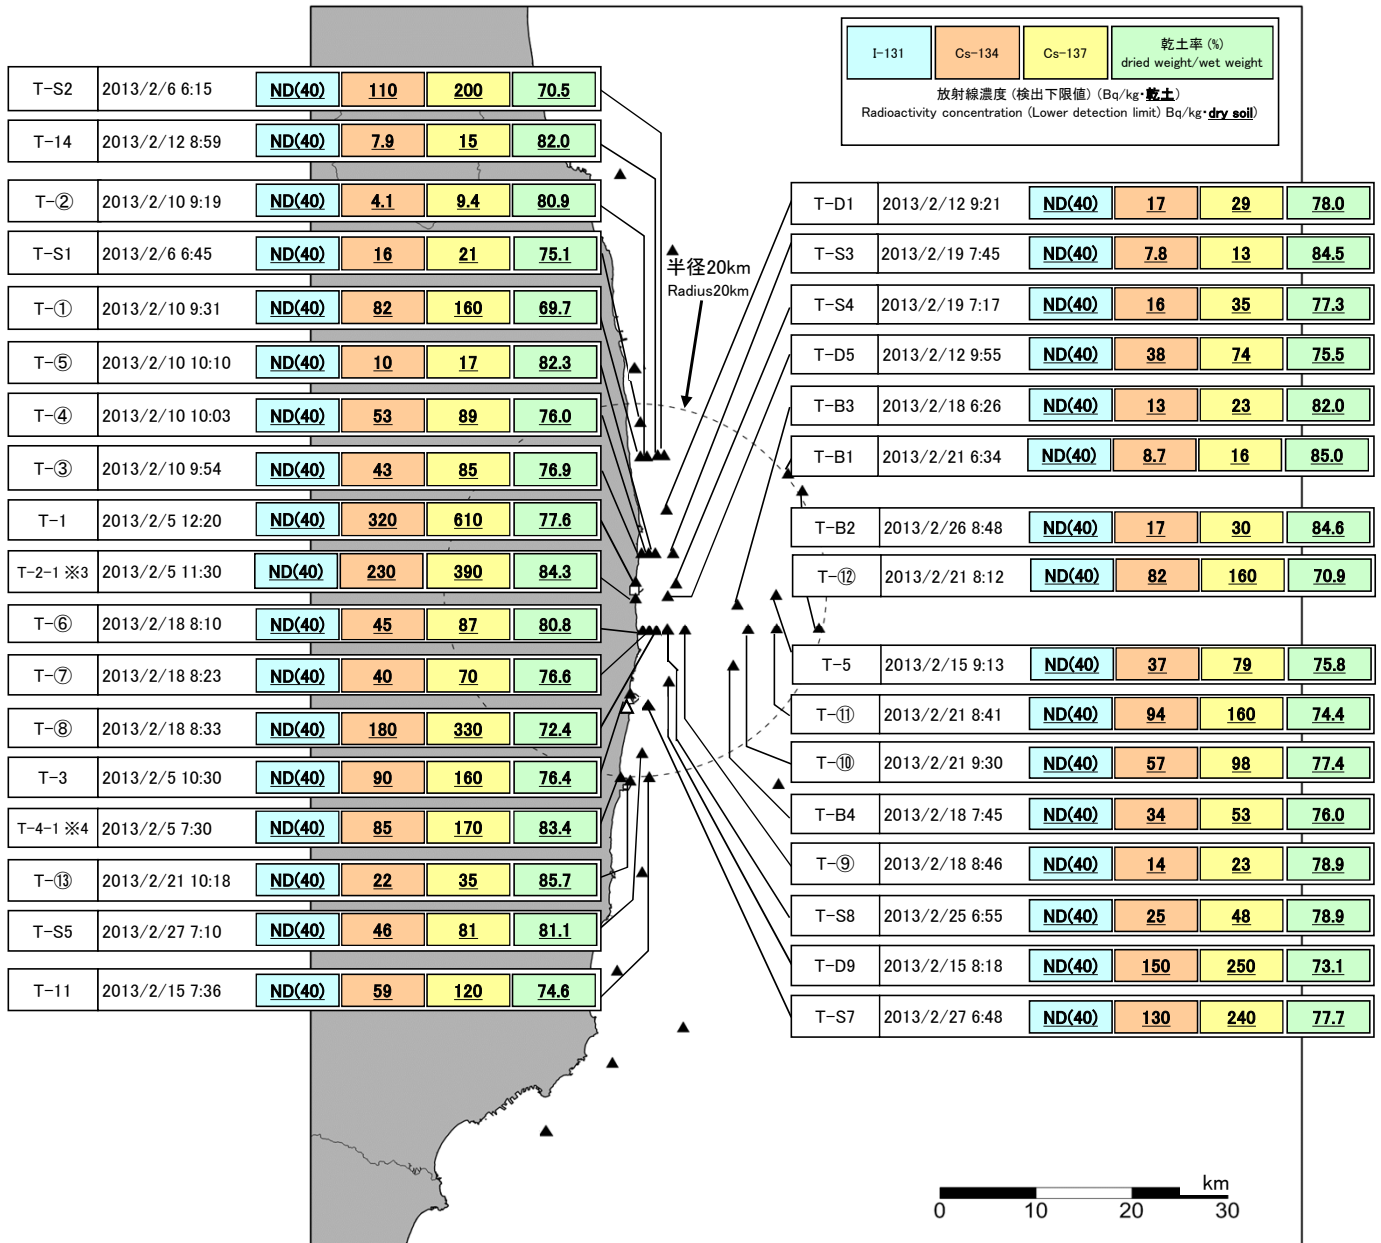 I-131 Cs-134 Cs-137 乾土率 (%)
dried weight/wet weight
放射線濃度 (検出下限値) (Bq/kg・乾土)
Radioactivity concentration (Lower detection limit) Bq/kg・dry soil)
T-S2 2013/2/6 6:15 ND(40) 110 200 70.5
T-14 2013/2/12 8:59 ND(40) 7.9 15 82.0
T-② 2013/2/10 9:19 ND(40) 4.1 9.4 80.9
T-S1 2013/2/6 6:45 ND(40) 16 21 75.1
T-① 2013/2/10 9:31 ND(40) 82 160 69.7
T-⑤ 2013/2/10 10:10 ND(40) 10 17 82.3
T-④ 2013/2/10 10:03 ND(40) 53 89 76.0
T-③ 2013/2/10 9:54 ND(40) 43 85 76.9
T-1 2013/2/5 12:20 ND(40) 320 610 77.6
T-2-1 ※3 2013/2/5 11:30 ND(40) 230 390 84.3
T-⑥ 2013/2/18 8:10 ND(40) 45 87 80.8
T-⑦ 2013/2/18 8:23 ND(40) 40 70 76.6
T-⑧ 2013/2/18 8:33 ND(40) 180 330 72.4
T-3 2013/2/5 10:30 ND(40) 90 160 76.4
T-4-1 ※4 2013/2/5 7:30 ND(40) 85 170 83.4
T-⑬ 2013/2/21 10:18 ND(40) 22 35 85.7
T-S5 2013/2/27 7:10 ND(40) 46 81 81.1
T-11 2013/2/15 7:36 ND(40) 59 120 74.6
半径20km
Radius20km
T-D1 2013/2/12 9:21 ND(40) 17 29 78.0
T-S3 2013/2/19 7:45 ND(40) 7.8 13 84.5
T-S4 2013/2/19 7:17 ND(40) 16 35 77.3
T-D5 2013/2/12 9:55 ND(40) 38 74 75.5
T-B3 2013/2/18 6:26 ND(40) 13 23 82.0
T-B1 2013/2/21 6:34 ND(40) 8.7 16 85.0
T-B2 2013/2/26 8:48 ND(40) 17 30 84.6
T-⑫ 2013/2/21 8:12 ND(40) 82 160 70.9
T-5 2013/2/15 9:13 ND(40) 37 79 75.8
T-⑪ 2013/2/21 8:41 ND(40) 94 160 74.4
T-⑩ 2013/2/21 9:30 ND(40) 57 98 77.4
T-B4 2013/2/18 7:45 ND(40) 34 53 76.0
T-⑨ 2013/2/18 8:46 ND(40) 14 23 78.9
T-S8 2013/2/25 6:55 ND(40) 25 48 78.9
T-D9 2013/2/15 8:18 ND(40) 150 250 73.1
T-S7 2013/2/27 6:48 ND(40) 130 240 77.7
km
0 10 20 30